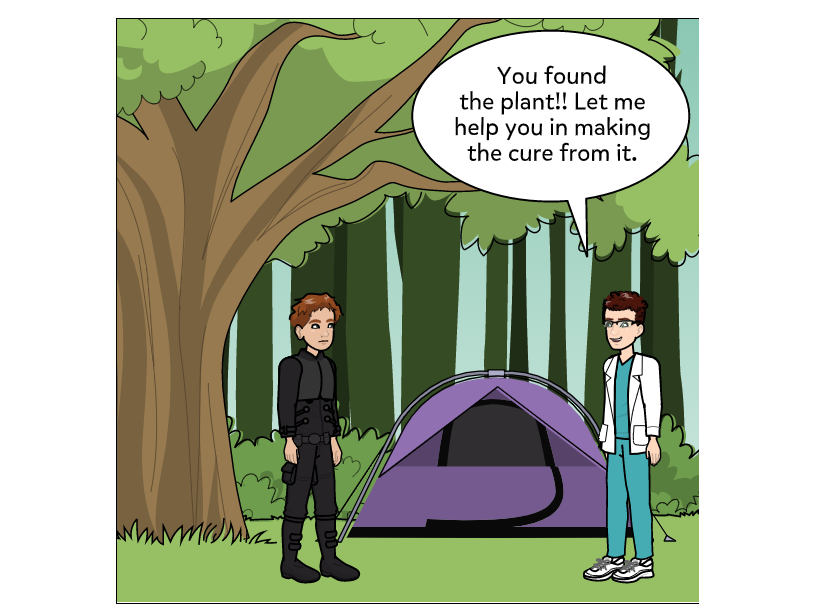 You found
the plant!! Let me
help you in making
the cure from it.